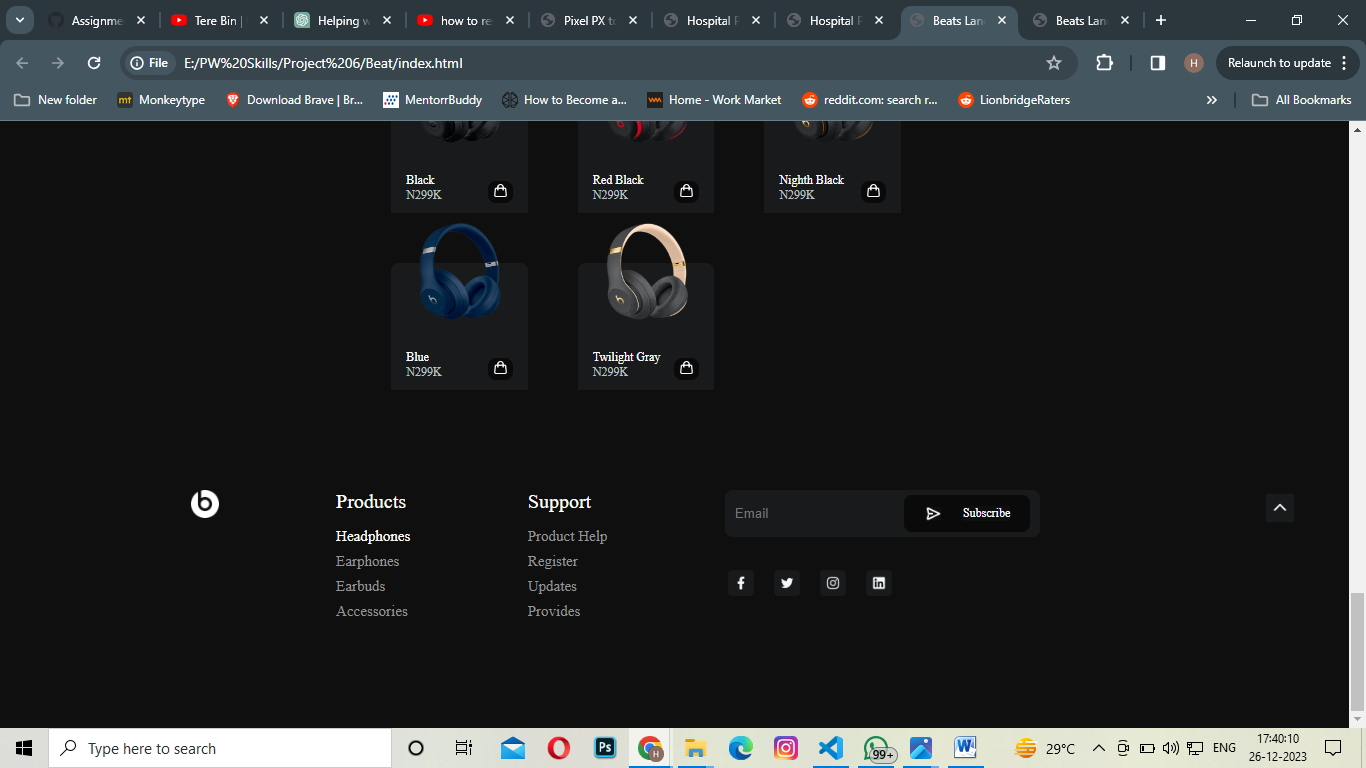 Assignme
Tere Bin |
Helping w
how to re
Pixel PX to
Hospital P
Hospital P
Beats Lan
Beats Lan
File
E:/PW%20Skills/Project%206/Beat/index.html
H
Relaunch to update
New folder
mt
Monkeytype
Download Brave | Br...
MentorrBuddy
How to Become a...
Home - Work Market
reddit.com: search r...
LionbridgeRaters
»
All Bookmarks
Black
N299K
Red Black
N299K
Nighth Black
N299K
Blue
N299K
Twilight Gray
N299K
Products
Headphones
Earphones
Earbuds
Accessories
Support
Product Help
Register
Updates
Provides
Email
Subscribe
Type here to search
Ps
H
99+
W
29°C
ENG
17:40:10
26-12-2023